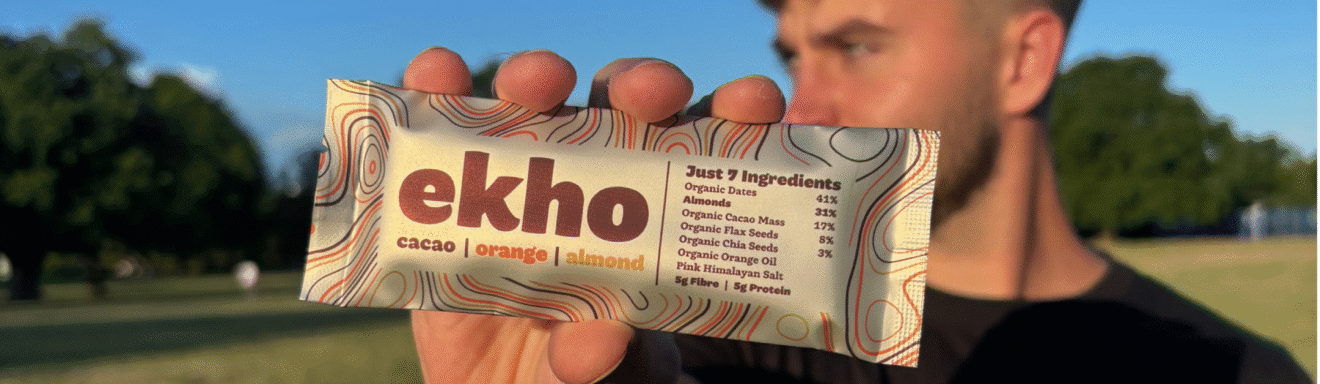 ekho
cacao | orange | almond
Just 7 Ingredients
Organic Dates 41%
Almonds 31%
Organic Cacao Mass 17%
Organic Flax Seeds 8%
Organic Chia Seeds 3%
Organic Orange Oil
Pink Himalayan Salt
5g Fibre | 5g Protein